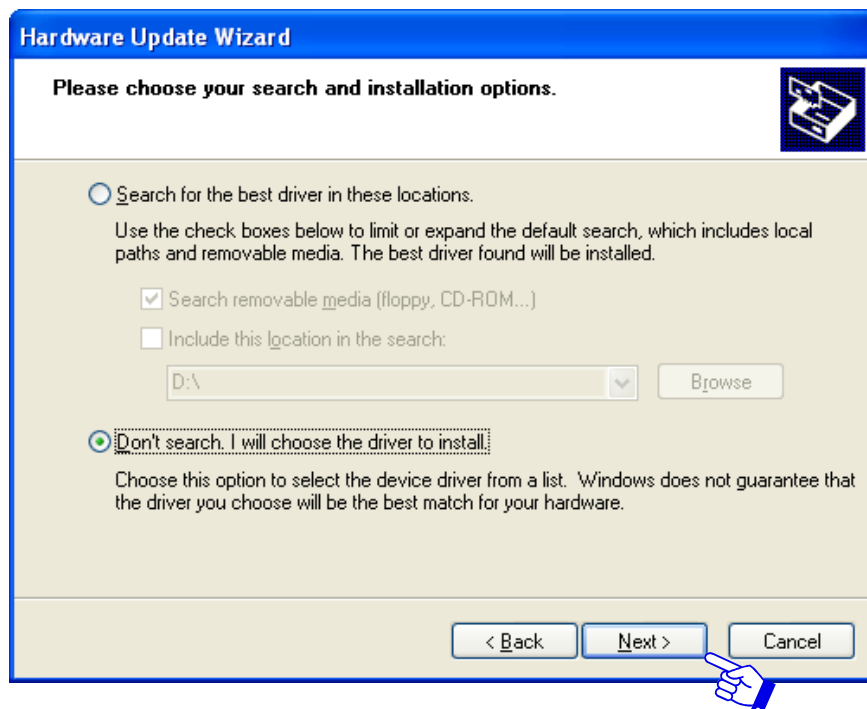 Hardware Update Wizard
Please choose your search and installation options.
Search for the best driver in these locations.
Use the check boxes below to limit or expand the default search, which includes local
paths and removable media. The best driver found will be installed.
Search removable media (floppy, CD-ROM...)
Include this location in the search:
D:\
Browse
Don't search. I will choose the driver to install.
Choose this option to select the device driver from a list. Windows does not guarantee that
the driver you choose will be the best match for your hardware.
< Back
Next >
Cancel